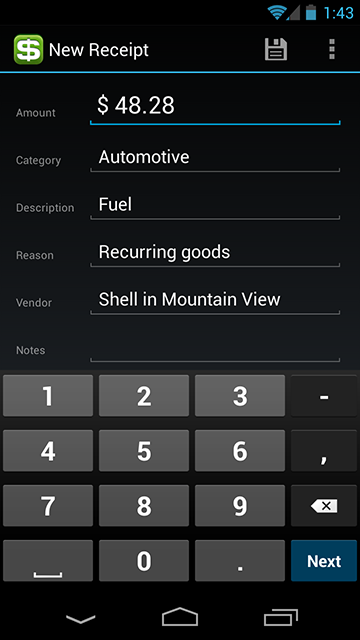 1:43
$ New Receipt
Amount $ 48.28
Category Automotive
Description Fuel
Reason Recurring goods
Vendor Shell in Mountain View
Notes
1 2 3 -
4 5 6 ,
7 8 9
0 . Next